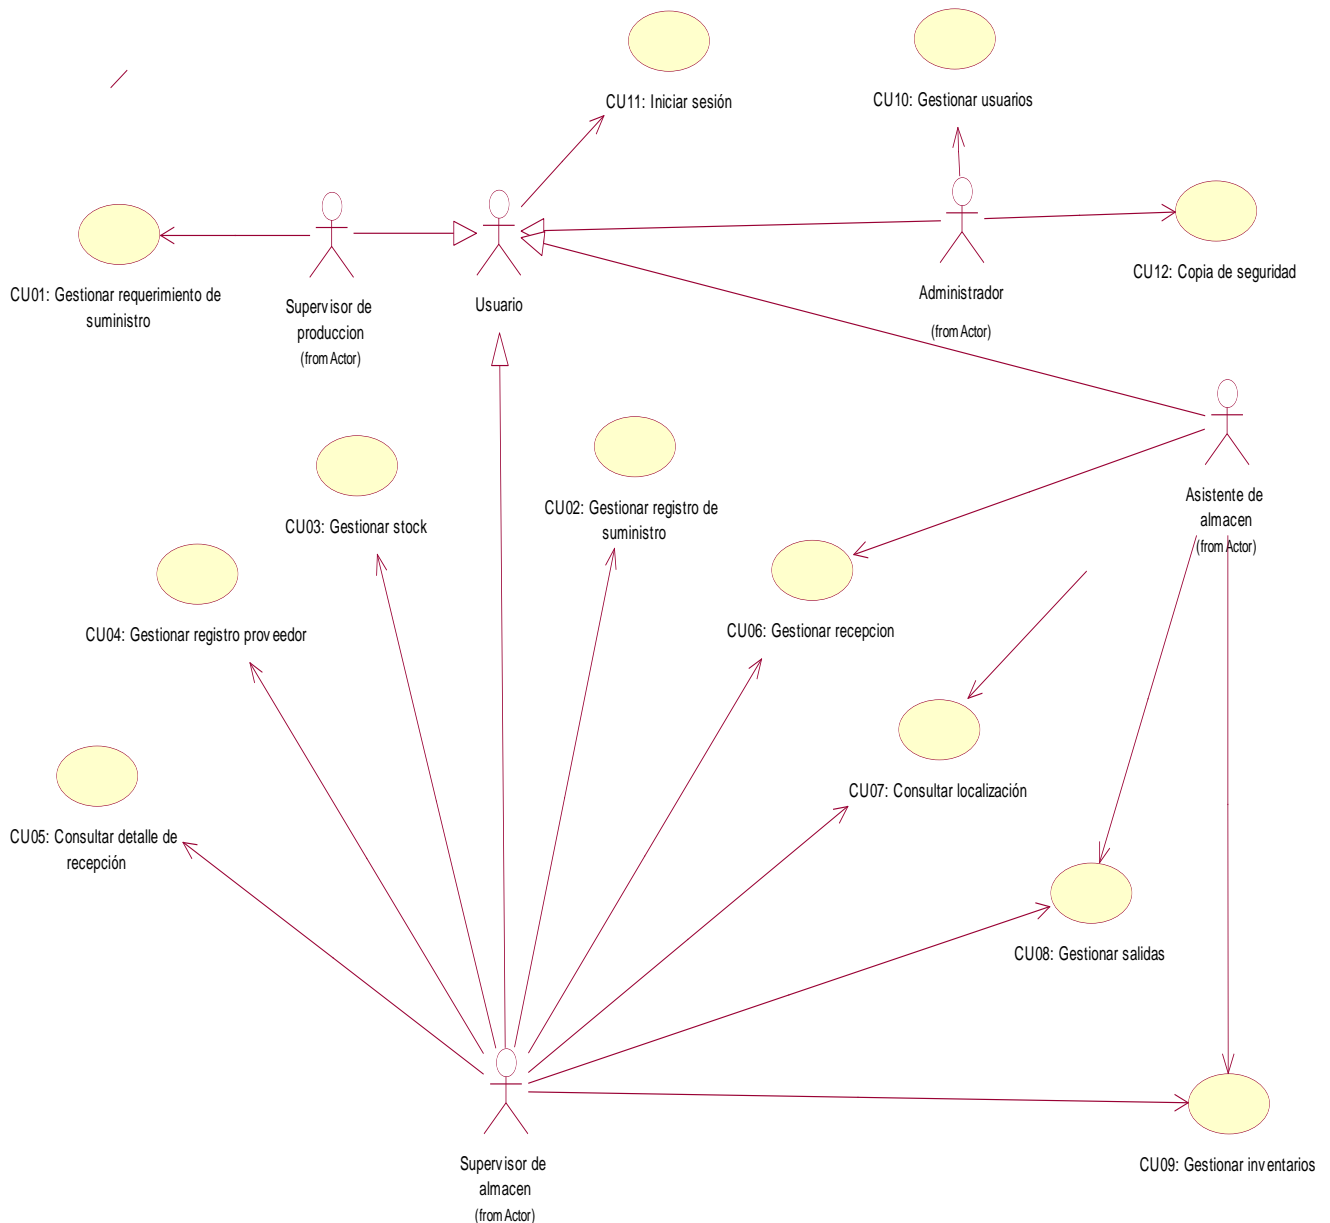 CU11: Iniciar sesión
CU10: Gestionar usuarios
CU12: Copia de seguridad
CU01: Gestionar requerimiento de
suministro
Supervisor de
produccion
(from Actor)
Usuario
Administrador
(from Actor)
Asistente de
almacen
(from Actor)
CU03: Gestionar stock
CU02: Gestionar registro de
suministro
CU04: Gestionar registro proveedor
CU06: Gestionar recepcion
CU07: Consultar localización
CU05: Consultar detalle de
recepción
CU08: Gestionar salidas
CU09: Gestionar inventarios
Supervisor de
almacen
(from Actor)